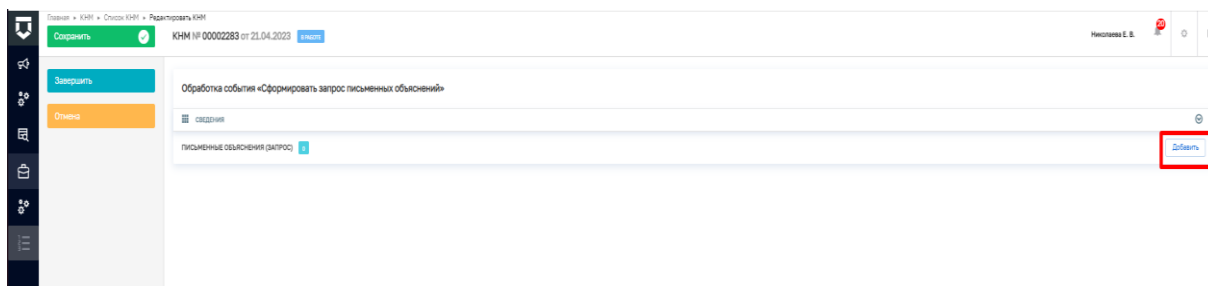 Главная » КНМ » Список КНМ » Редактировать КНМ
Сохранить
КНМ № 00002283 от 21.04.2023 В РАБОТЕ
Николаева Е. В.
20
Завершить
Отмена
Обработка события «Сформировать запрос письменных объяснений»
СВЕДЕНИЯ
ПИСЬМЕННЫЕ ОБЪЯСНЕНИЯ (ЗАПРОС) 0
Добавить